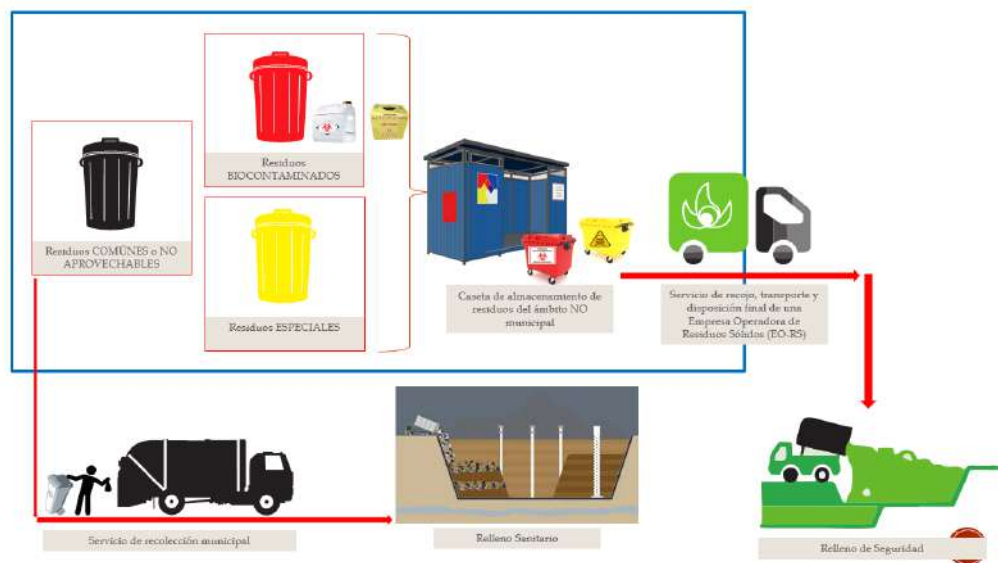 Residuos
BIOCONTAMINADOS
Residuos COMÚNES o NO
APROVECHABLES
Residuos ESPECIALES
Caseta de almacenamiento de
residuos del ámbito NO
municipal
Servicio de recojo, transporte y
disposición final de una
Empresa Operadora de
Residuos Sólidos (EO-RS)
Servicio de recolección municipal
Relleno Sanitario
Relleno de Seguridad